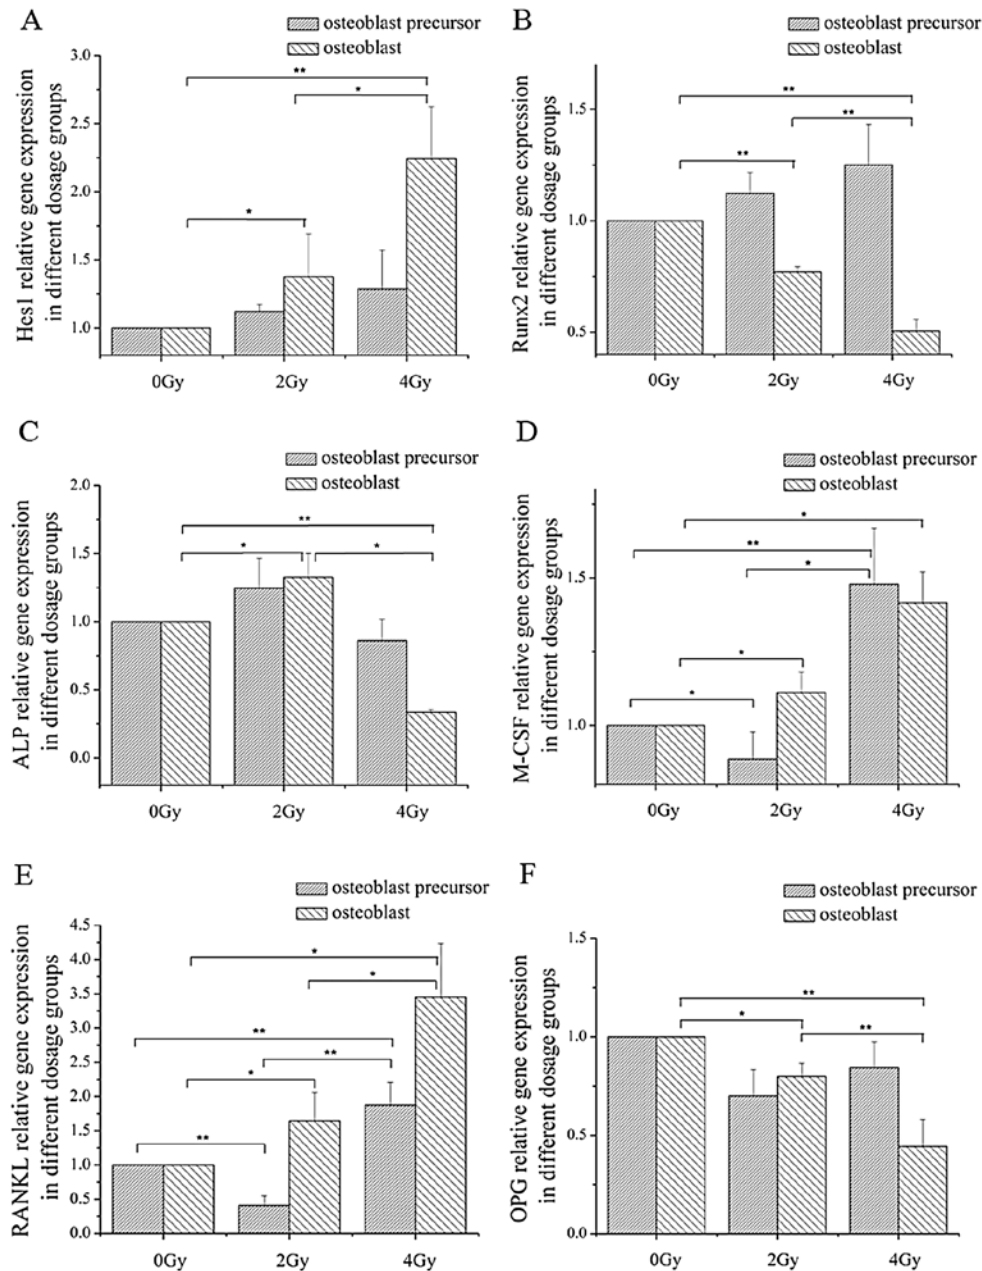 A
osteoblast precursor
osteoblast
Hes1 relative gene expression
in different dosage groups
3.0
2.5
2.0
1.5
1.0
**
*
*
0Gy
2Gy
4Gy
B
osteoblast precursor
osteoblast
Runx2 relative gene expression
in different dosage groups
1.5
1.0
0.5
**
**
**
0Gy
2Gy
4Gy
C
osteoblast precursor
osteoblast
ALP relative gene expression
in different dosage groups
2.0
1.5
1.0
0.5
0.0
**
*
*
0Gy
2Gy
4Gy
D
osteoblast precursor
osteoblast
M-CSF relative gene expression
in different dosage groups
1.5
1.0
*
**
*
*
*
0Gy
2Gy
4Gy
E
osteoblast precursor
osteoblast
RANKL relative gene expression
in different dosage groups
4.5
4.0
3.5
3.0
2.5
2.0
1.5
1.0
0.5
0.0
*
*
**
**
*
**
0Gy
2Gy
4Gy
F
osteoblast precursor
osteoblast
OPG relative gene expression
in different dosage groups
1.5
1.0
0.5
0.0
**
*
**
0Gy
2Gy
4Gy